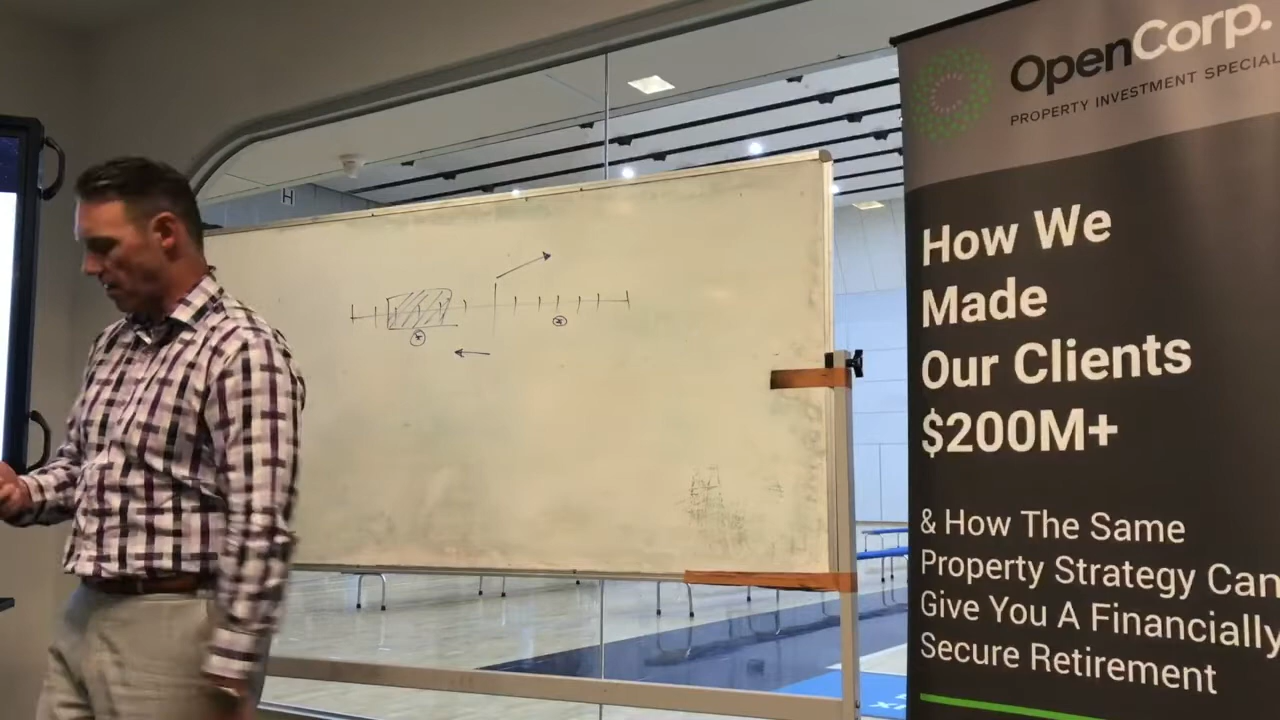 H
OpenCorp.
PROPERTY INVESTMENT
How We
Made
Our Clients
$200M+
& How The Same
Property Strategy Can
Give You A Financially
Secure Retirement